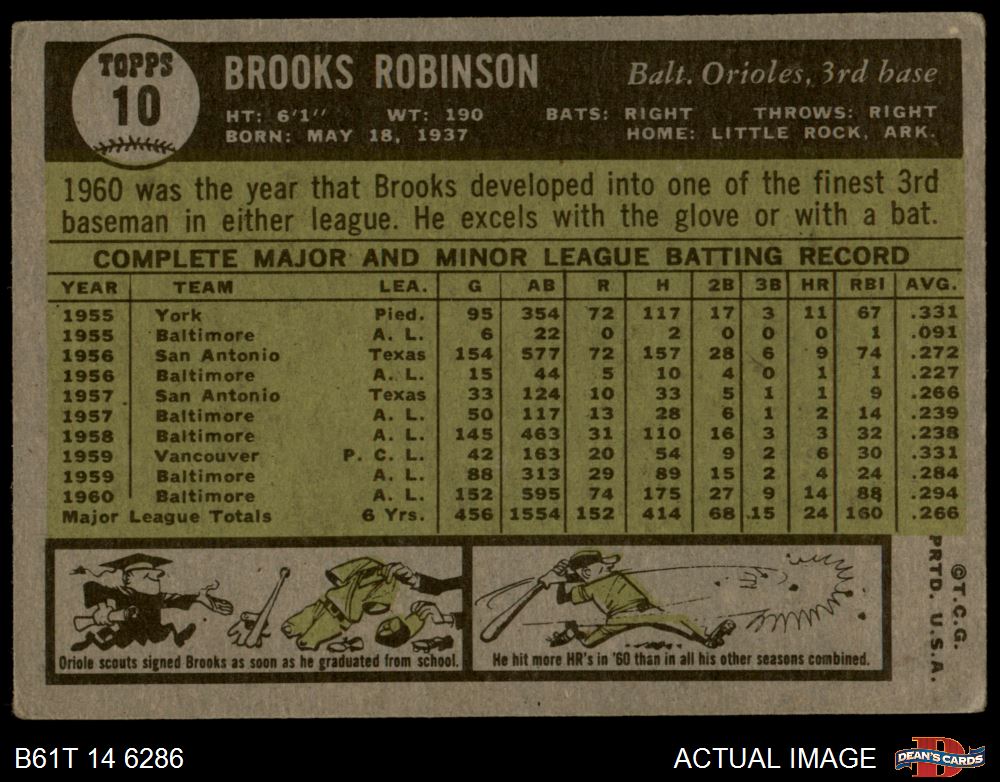 TOPPS
10
BROOKS ROBINSON
Balt. Orioles, 3rd base
HT: 6'1" WT: 190 BATS: RIGHT THROWS: RIGHT
BORN: MAY 18, 1937 HOME: LITTLE ROCK, ARK.
1960 was the year that Brooks developed into one of the finest 3rd
baseman in either league. He excels with the glove or with a bat.
COMPLETE MAJOR AND MINOR LEAGUE BATTING RECORD
YEAR TEAM LEA. G AB R H 2B 3B HR RBI AVG.
1955 York Pied. 95 354 72 117 17 3 11 67 .331
1955 Baltimore A. L. 6 22 0 2 0 0 0 1 .091
1956 San Antonio Texas 154 577 72 157 28 6 9 74 .272
1956 Baltimore A. L. 15 44 5 10 4 0 1 1 .227
1957 San Antonio Texas 33 124 10 33 5 1 1 9 .266
1957 Baltimore A. L. 50 117 13 28 6 1 2 14 .239
1958 Baltimore A. L. 145 463 31 110 16 3 3 32 .238
1959 Vancouver P. C. L. 42 163 20 54 9 2 6 30 .331
1959 Baltimore A. L. 88 313 29 89 15 2 4 24 .284
1960 Baltimore A. L. 152 595 74 175 27 9 14 88 .294
Major League Totals 6 Yrs. 456 1554 152 414 68 15 24 160 .266
Oriole scouts signed Brooks as soon as he graduated from school.
He hit more HR's in '60 than in all his other seasons combined.
©T.C.G.
PRTD. U.S.A.
B61T 14 6286
ACTUAL IMAGE
D
DEAN'S CARDS